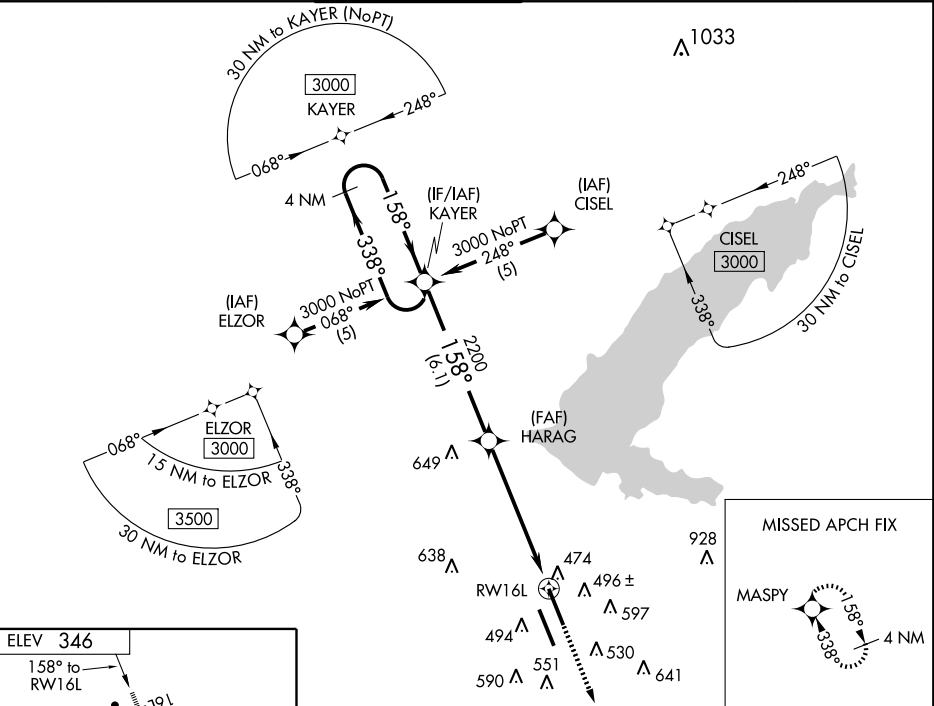 30 NM to KAYER (NoPT)
3000
KAYER
068°
248°
1033
4 NM
158°
338°
(IF/IAF)
KAYER
(IAF)
CISEL
3000 NoPT
248°
(5)
248°
CISEL
3000
338°
30 NM to CISEL
(IAF)
ELZOR
3000 NoPT
068°
(5)
2200
158°
(6.1)
(FAF)
HARAG
649
068°
ELZOR
3000
15 NM to ELZOR
338°
3500
30 NM to ELZOR
638
474
RW16L
496 ±
597
494
530
590
551
641
928
MISSED APCH FIX
MASPY
158°
338°
4 NM
ELEV 346
158° to
RW16L
16L